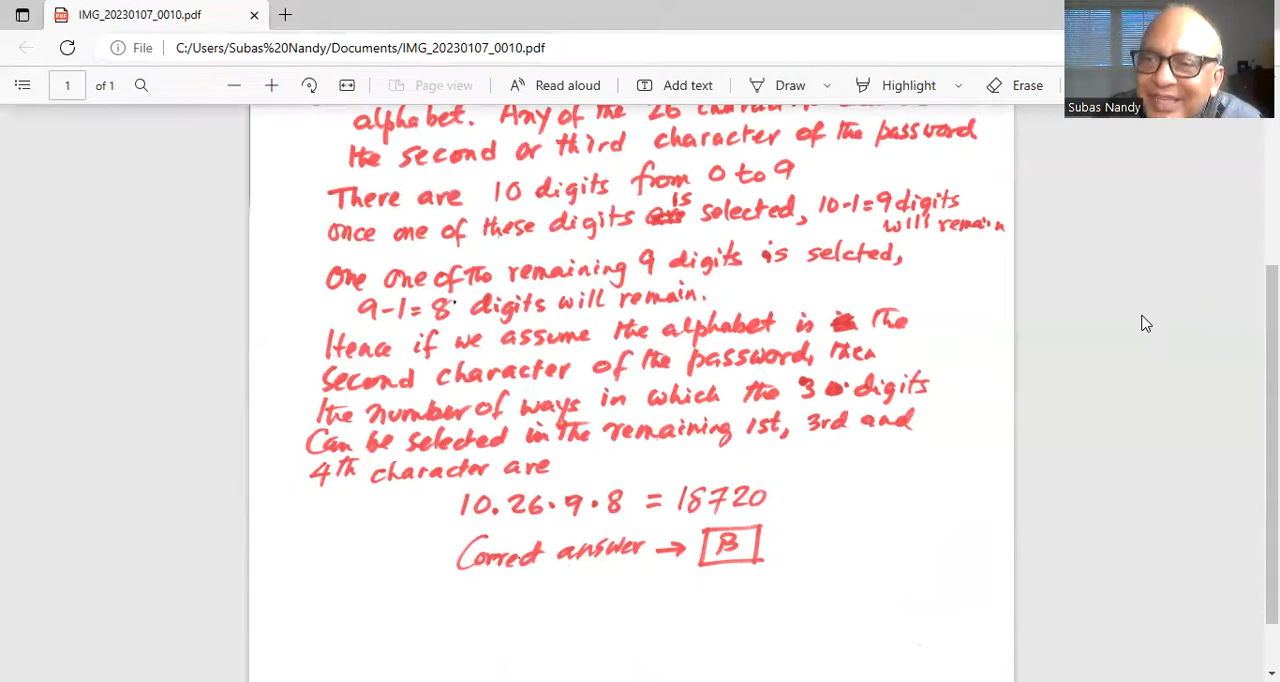 IMG_20230107_0010.pdf
File C:/Users/Subas%20Nandy/Documents/IMG_20230107_0010.pdf
1 of 1 Page view Read aloud Add text Draw Highlight Erase
Subas Nandy
alphabet. Any of the 26
the second or third character of the password
There are 10 digits from 0 to 9
once one of these digits is selected, 10-1=9 digits
will remain
One one of the remaining 9 digits is selcted,
9-1=8 digits will remain.
Hence if we assume the alphabet is the
second character of the password, then
the number of ways in which the 3 digits
Can be selected in the remaining 1st, 3rd and
4th character are
10.26.9.8 = 18720
Correct answer → B